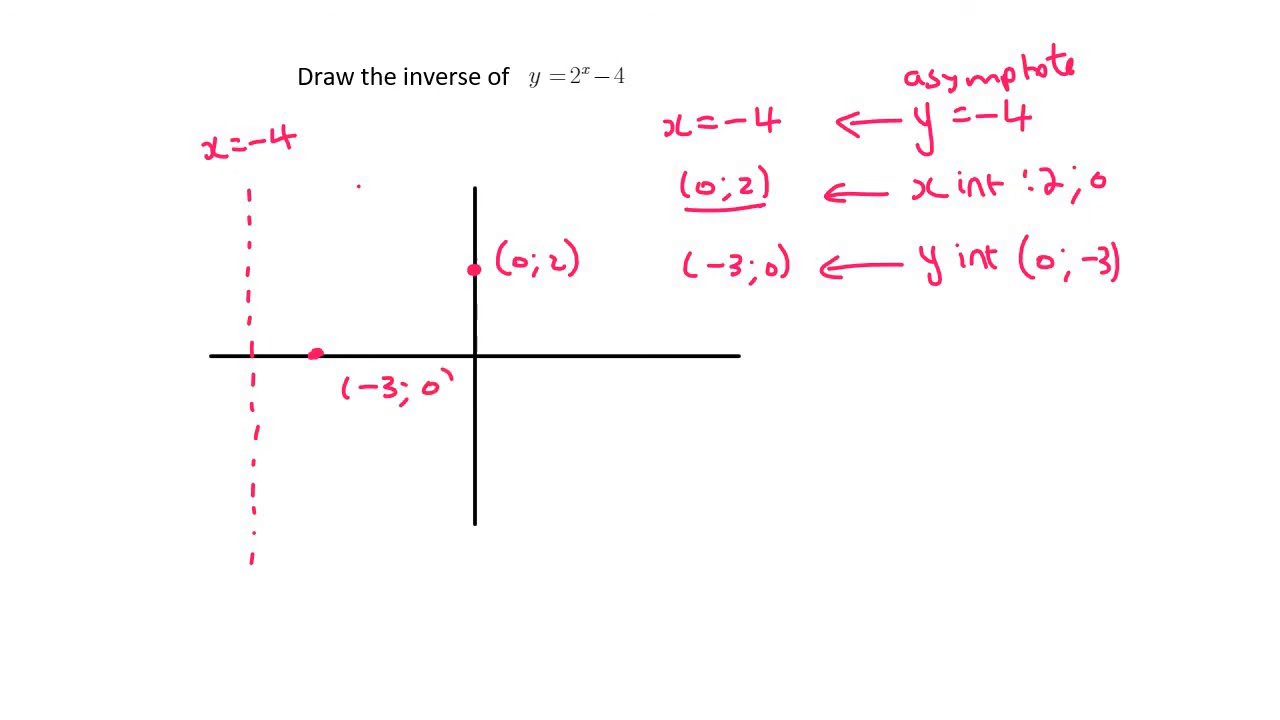 Draw the inverse of y = 2ˣ − 4
asymptote
x = −4 ← y = −4
(0 ; 2) ← x int : 2 ; 0
(−3 ; 0) ← y int (0 ; −3)
x = −4
(0 ; 2)
(−3 ; 0)